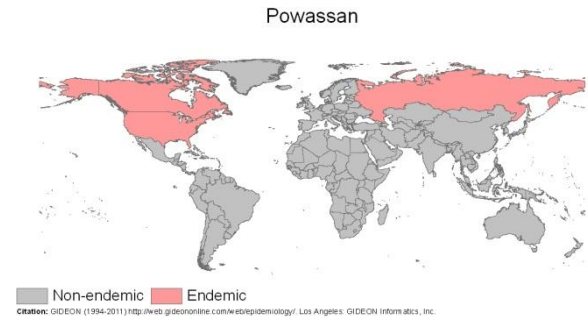 Powassan
Non-endemic Endemic
Citation: GIDEON (1994-2011) http://web.gideononline.com/web/epidemiology/. Los Angeles: GIDEON Informatics, Inc.